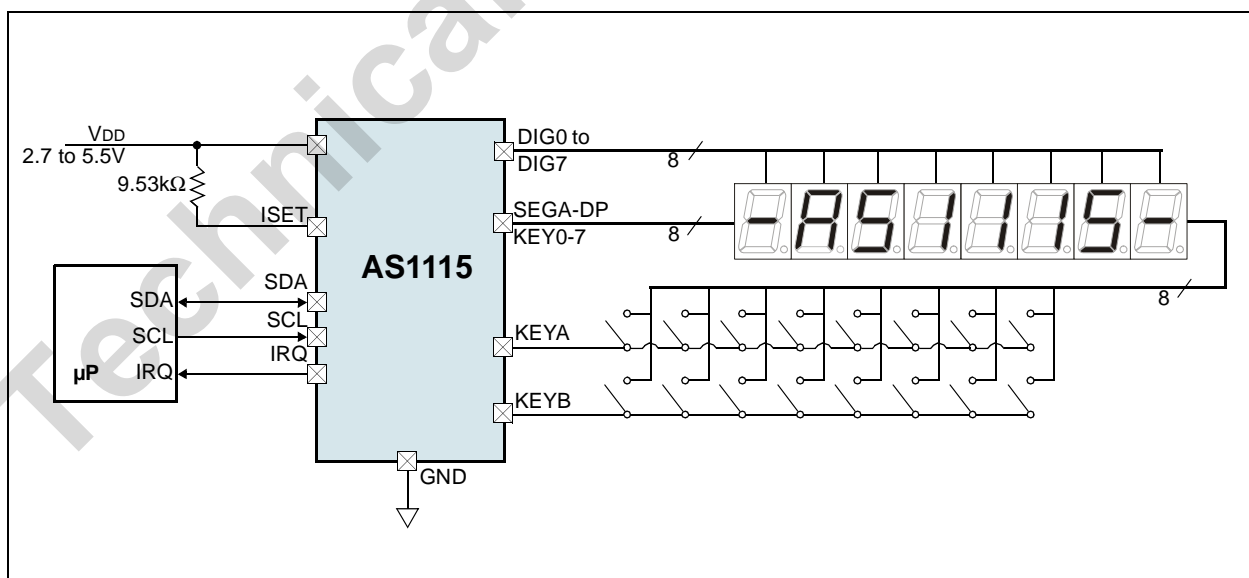 Technical
VDD
2.7 to 5.5V
9.53kΩ
ISET
SDA
SCL
IRQ
µP
SDA
SCL
IRQ
AS1115
GND
DIG0 to
DIG7
8
SEGA-DP
KEY0-7
8
-AS1115-
8
KEYA
KEYB